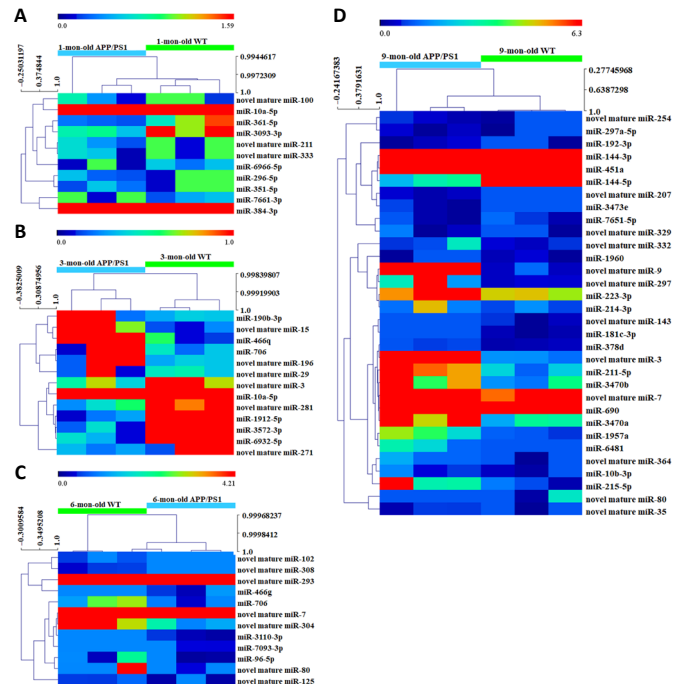 A
0.0
1.59
1-mon-old APP/PS1
1-mon-old WT
-0.25031197
0.374844
1.0
0.9944617
0.9972309
1.0
novel mature miR-100
miR-10a-5p
miR-361-5p
miR-3093-3p
novel mature miR-211
novel mature miR-333
miR-6966-5p
miR-296-5p
miR-351-5p
miR-7661-3p
miR-384-3p
B
0.0
1.0
3-mon-old APP/PS1
3-mon-old WT
-0.3825009
0.30874956
1.0
0.99839807
0.99919903
1.0
miR-190b-3p
novel mature miR-15
miR-466q
miR-706
novel mature miR-196
novel mature miR-29
novel mature miR-3
miR-10a-5p
novel mature miR-281
miR-1912-5p
miR-3572-3p
miR-6932-5p
novel mature miR-271
C
0.0
4.21
6-mon-old WT
6-mon-old APP/PS1
-0.3009584
0.3495208
1.0
0.99968237
0.9998412
1.0
novel mature miR-102
novel mature miR-308
novel mature miR-293
miR-466g
miR-706
novel mature miR-7
novel mature miR-304
miR-3110-3p
miR-7093-3p
miR-96-5p
novel mature miR-80
novel mature miR-125
D
0.0
6.3
9-mon-old APP/PS1
9-mon-old WT
-0.24167383
0.3791631
1.0
0.27745968
0.6387298
1.0
novel mature miR-254
miR-297a-5p
miR-192-3p
miR-144-3p
miR-451a
miR-144-5p
novel mature miR-207
miR-3473e
miR-7651-5p
novel mature miR-329
novel mature miR-332
miR-1960
novel mature miR-9
novel mature miR-297
miR-223-3p
miR-214-3p
novel mature miR-143
miR-181c-3p
miR-378d
novel mature miR-3
miR-211-5p
miR-3470b
novel mature miR-7
miR-690
miR-3470a
miR-1957a
miR-6481
novel mature miR-364
miR-10b-3p
miR-215-5p
novel mature miR-80
novel mature miR-35